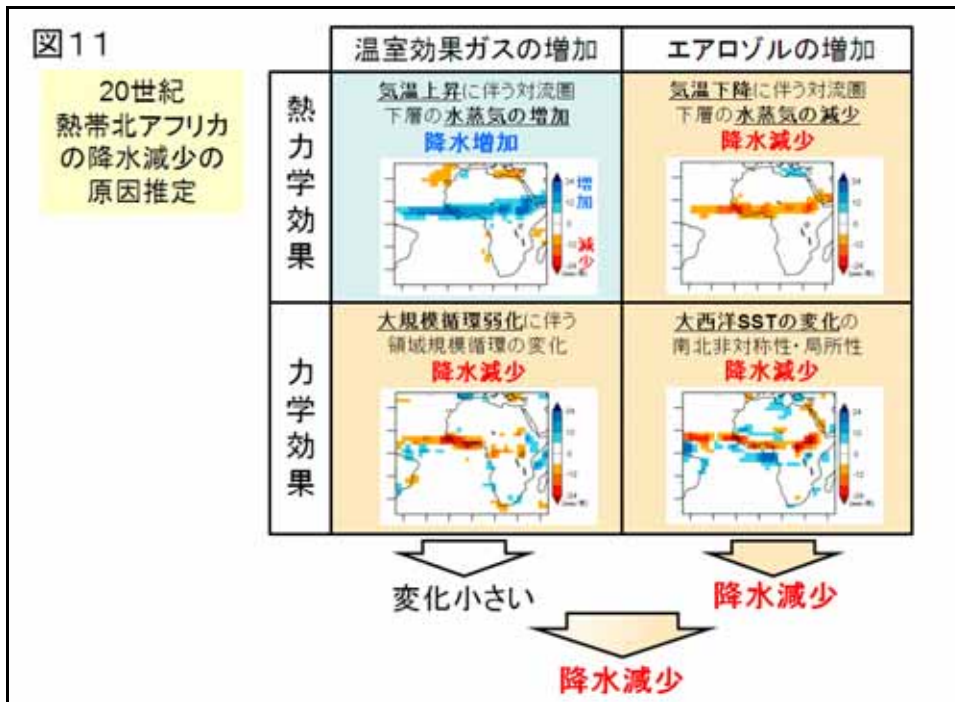 図11
20世紀
熱帯北アフリカ
の降水減少の
原因推定
温室効果ガスの増加
エアロゾルの増加
熱力学効果
気温上昇に伴う対流圏
下層の水蒸気の増加
降水増加
増加
減少
気温下降に伴う対流圏
下層の水蒸気の減少
降水減少
力学効果
大規模循環弱化に伴う
領域規模循環の変化
降水減少
大西洋SSTの変化の
南北非対称性・局所性
降水減少
変化小さい
降水減少
降水減少